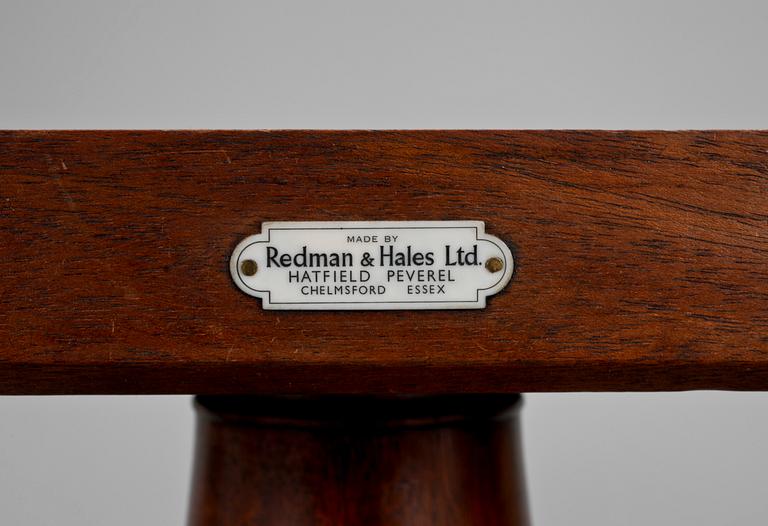 MADE BY
Redman & Hales Ltd.
HATFIELD PEVEREL
CHELMSFORD ESSEX